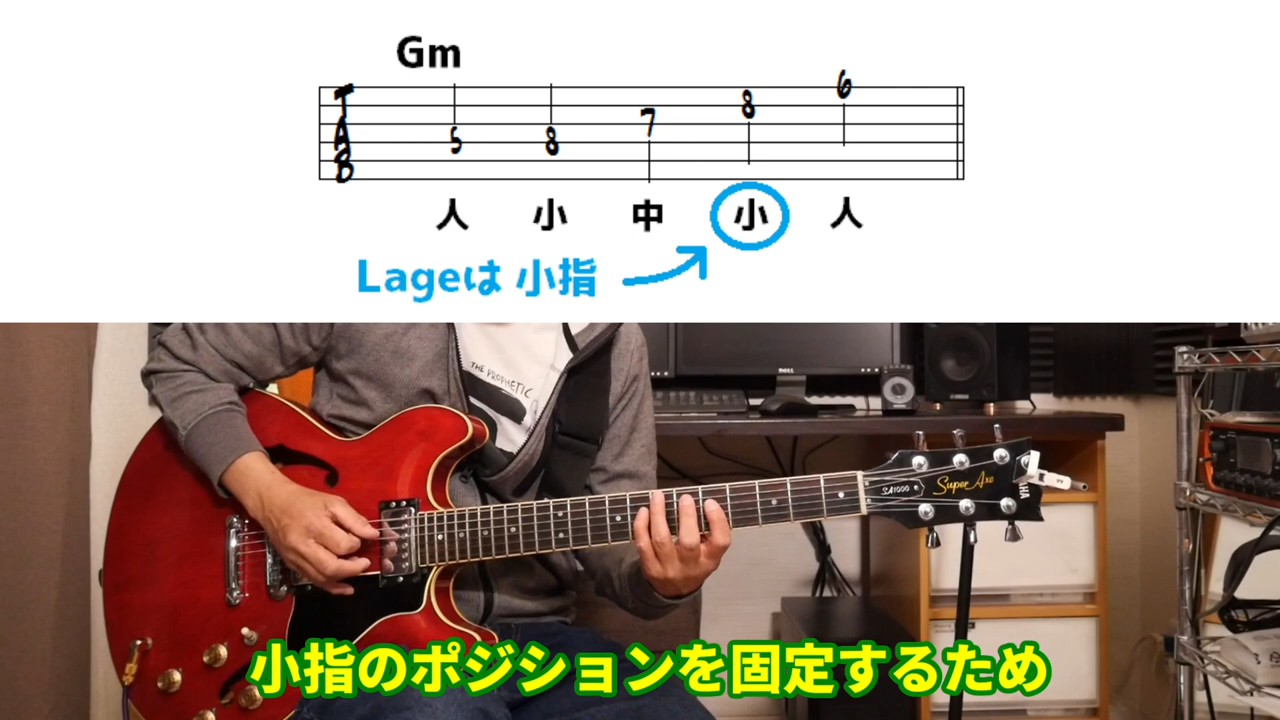 Gm
TAB
5 8 7 8 6
人 小 中 小 人
Lageは 小指
THE PROPHETIC
DELL
SA1000
Super Axe
小指のポジションを固定するため